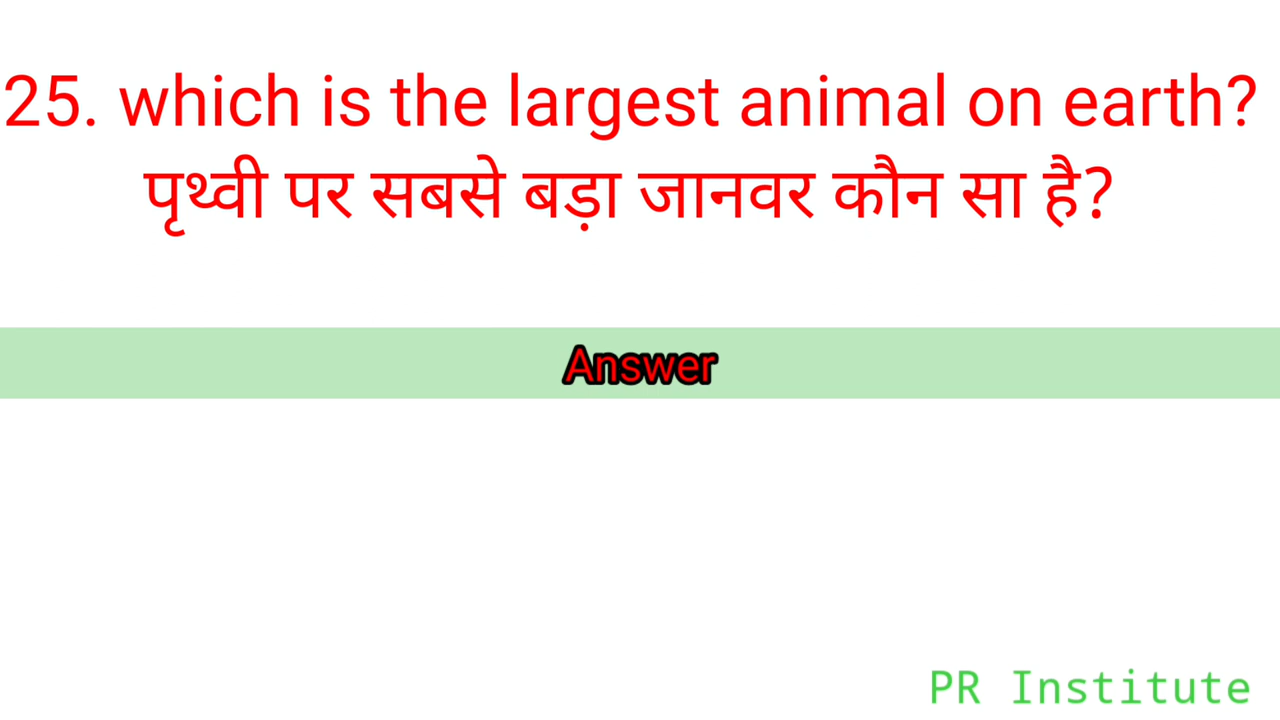 25. which is the largest animal on earth?
पृथ्वी पर सबसे बड़ा जानवर कौन सा है?
Answer
PR Institute